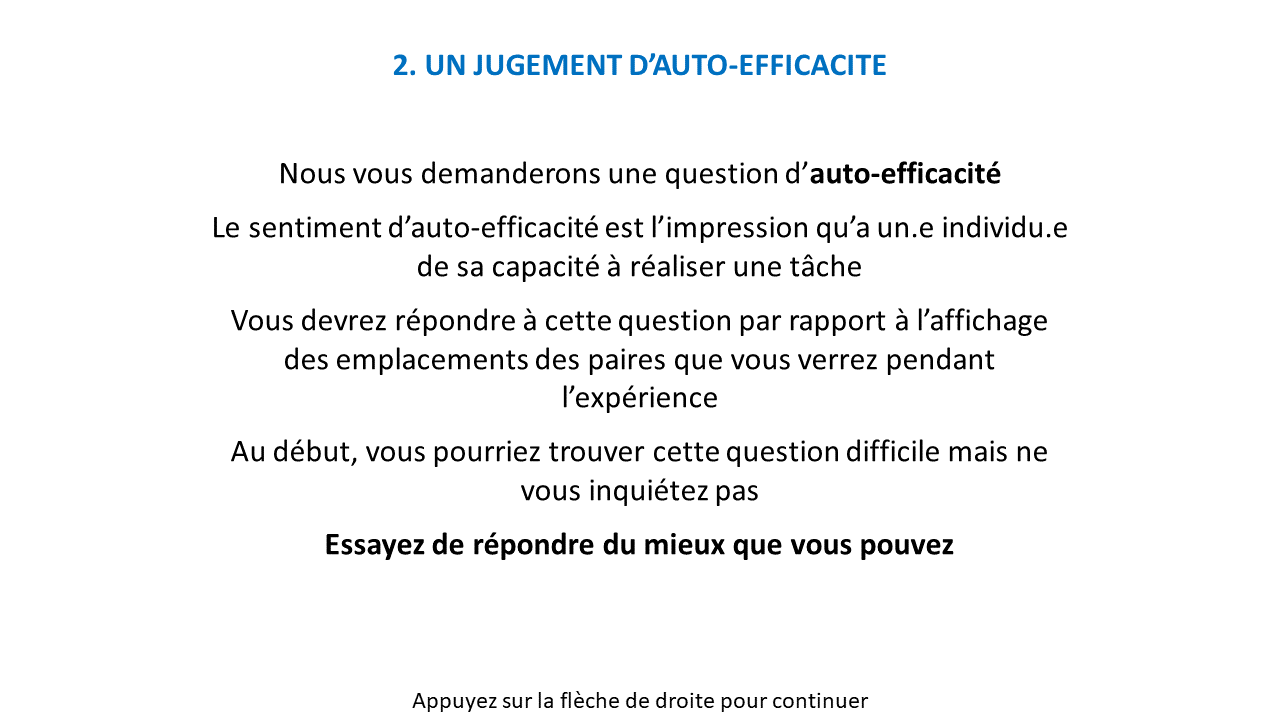 2. UN JUGEMENT D’AUTO-EFFICACITE
Nous vous demanderons une question d’auto-efficacité
Le sentiment d’auto-efficacité est l’impression qu’a un.e individu.e
de sa capacité à réaliser une tâche
Vous devrez répondre à cette question par rapport à l’affichage
des emplacements des paires que vous verrez pendant
l’expérience
Au début, vous pourriez trouver cette question difficile mais ne
vous inquiétez pas
Essayez de répondre du mieux que vous pouvez
Appuyez sur la flèche de droite pour continuer